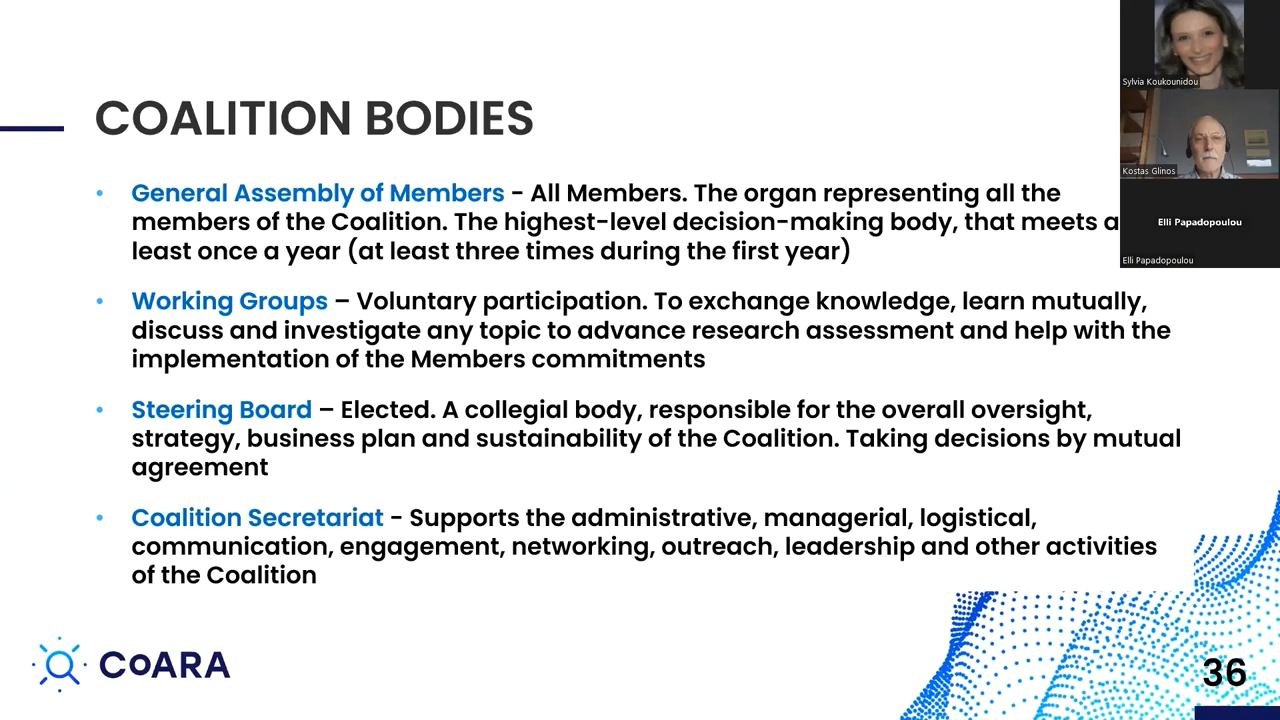 COALITION BODIES
• General Assembly of Members - All Members. The organ representing all the
members of the Coalition. The highest-level decision-making body, that meets a
least once a year (at least three times during the first year)
• Working Groups – Voluntary participation. To exchange knowledge, learn mutually,
discuss and investigate any topic to advance research assessment and help with the
implementation of the Members commitments
• Steering Board – Elected. A collegial body, responsible for the overall oversight,
strategy, business plan and sustainability of the Coalition. Taking decisions by mutual
agreement
• Coalition Secretariat - Supports the administrative, managerial, logistical,
communication, engagement, networking, outreach, leadership and other activities
of the Coalition
CoARA
36
Sylvia Koukounidou
Kostas Glinos
Elli Papadopoulou
Elli Papadopoulou